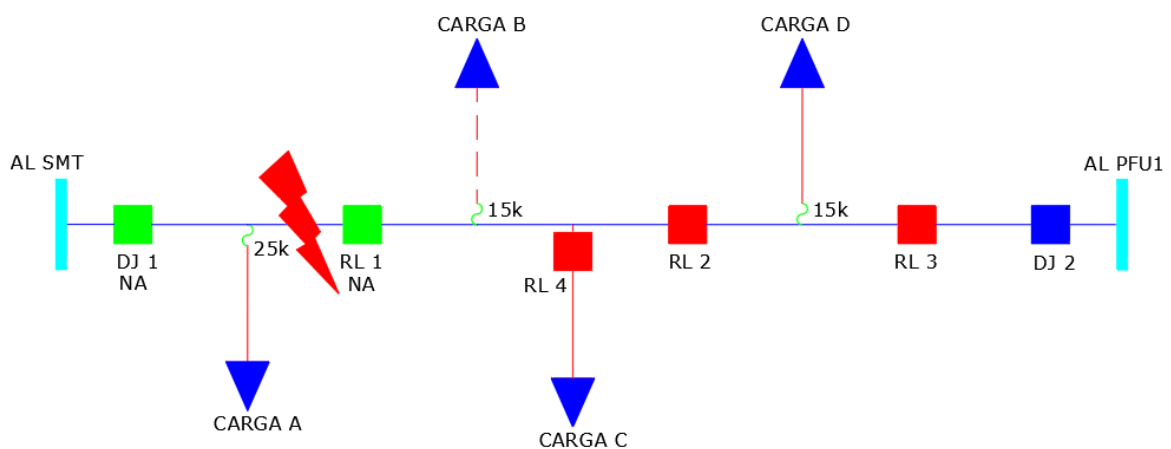 CARGA B
CARGA D
AL SMT
AL PFU1
15k
15k
25k
DJ 1
NA
RL 1
NA
RL 2
RL 3
DJ 2
RL 4
CARGA A
CARGA C